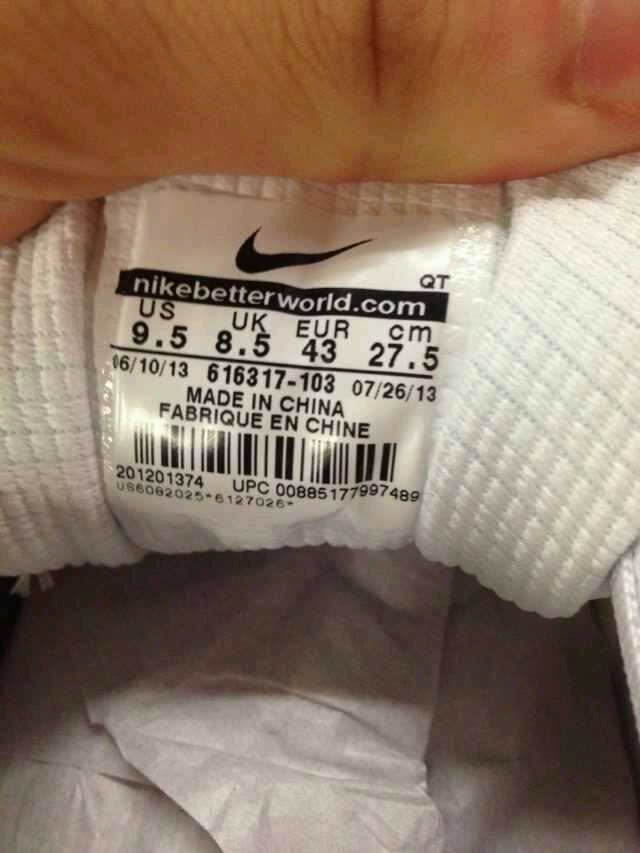 QT
nikebetterworld.com
US UK EUR cm
9.5 8.5 43 27.5
06/10/13 616317-103 07/26/13
MADE IN CHINA
FABRIQUE EN CHINE
201201374 UPC 00885177997489
US6082025*6127026*